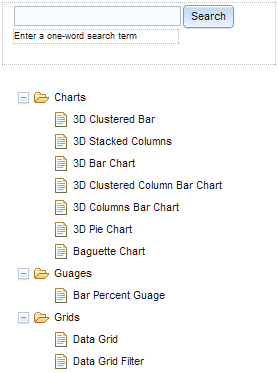 Search
Enter a one-word search term
Charts
3D Clustered Bar
3D Stacked Columns
3D Bar Chart
3D Clustered Column Bar Chart
3D Columns Bar Chart
3D Pie Chart
Baguette Chart
Guages
Bar Percent Guage
Grids
Data Grid
Data Grid Filter